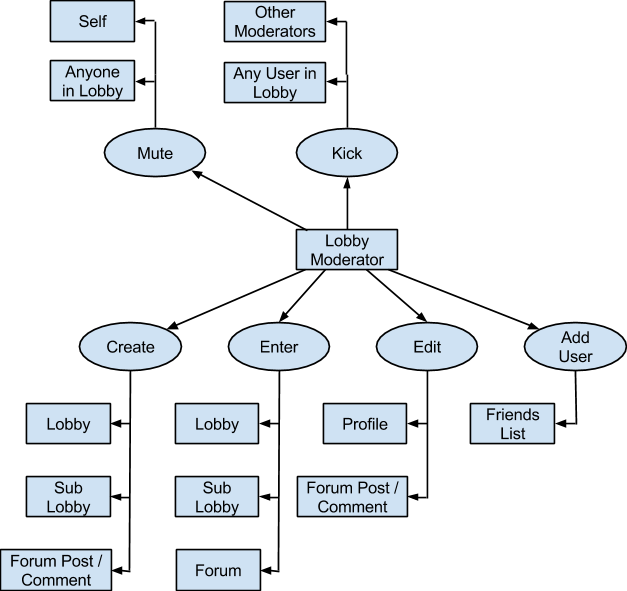 Self
Other
Moderators
Anyone
in Lobby
Any User in
Lobby
Mute
Kick
Lobby
Moderator
Create
Enter
Edit
Add
User
Lobby
Lobby
Profile
Friends
List
Sub
Lobby
Sub
Lobby
Forum Post /
Comment
Forum Post /
Comment
Forum